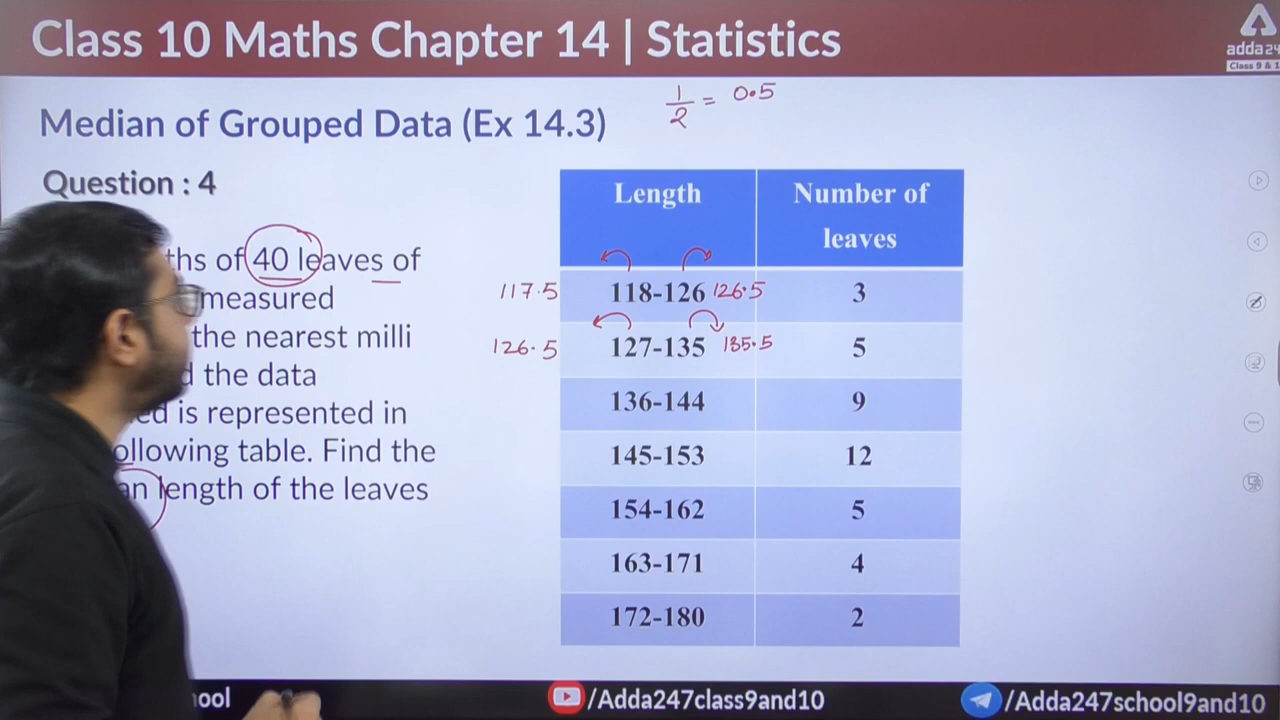 Class 10 Maths Chapter 14 | Statistics
adda24
Class 9 & 1
1/2 = 0.5
Median of Grouped Data (Ex 14.3)
Question : 4
of 40 leaves of
measured
the nearest milli
the data
is represented in
following table. Find the
length of the leaves
Length Number of leaves
117.5 118-126 126.5 3
126.5 127-135 135.5 5
136-144 9
145-153 12
154-162 5
163-171 4
172-180 2
/Adda247class9and10 /Adda247school9and10